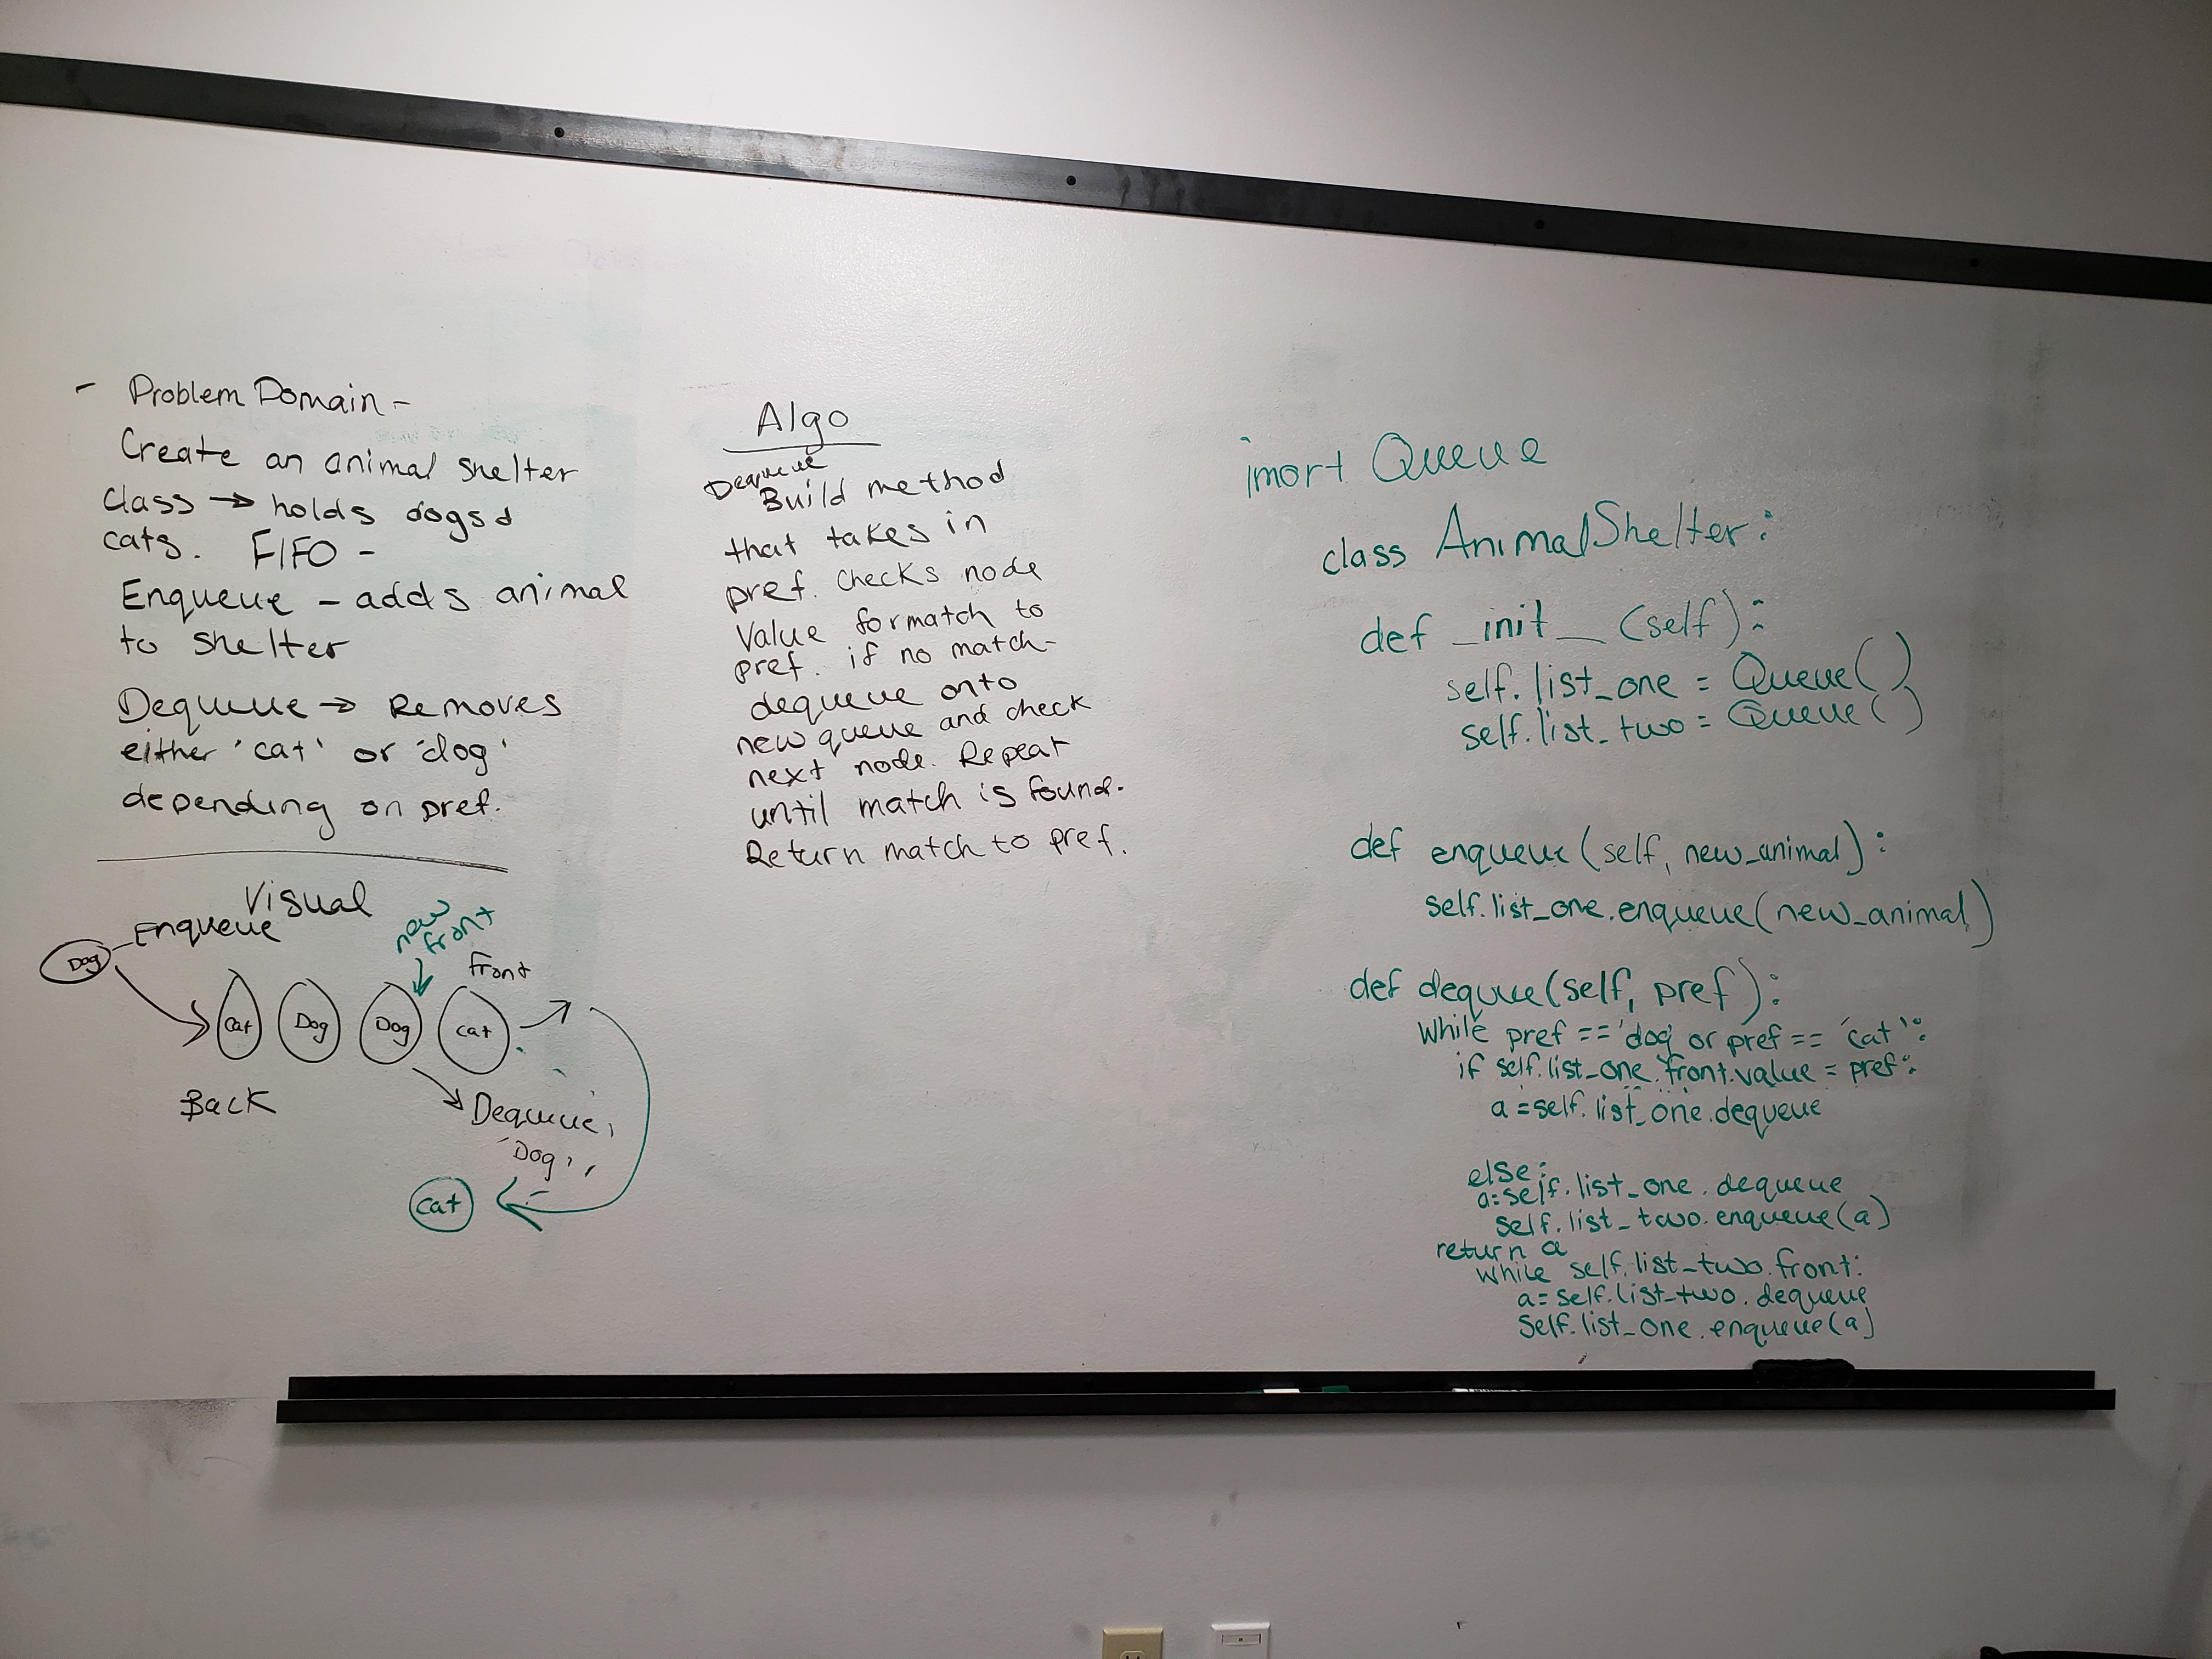 - Problem Domain -
Create an animal shelter
class → holds dogs &
cats. FIFO -
Enqueue - adds animal
to shelter
Dequeue → Removes
either 'cat' or 'dog'
depending on pref.
Visual
Enqueue
new
front
Dog
Front
Cat Dog Dog Cat
Back
Dequeue,
'Dog',
Cat
Algo
Dequeue
Build method
that takes in
pref. Checks node
Value for match to
pref. if no match-
dequeue onto
new queue and check
next node. Repeat
until match is found.
Return match to pref.
imort Queue
class AnimalShelter:
def _init_ (self):
self.list_one = Queue()
self.list_two = Queue()
def enqueue(self, new_animal):
self.list_one.enqueue(new_animal)
def dequue(self, pref):
While pref == 'dog' or pref == 'cat':
if self.list_one.front.value = pref:
a = self.list_one.dequeue
else:
a=self.list_one.dequeue
self.list_two.enqueue(a)
return a
while self.list_two.front:
a= self.list_two.dequeue
self.list_one.enqueue(a)